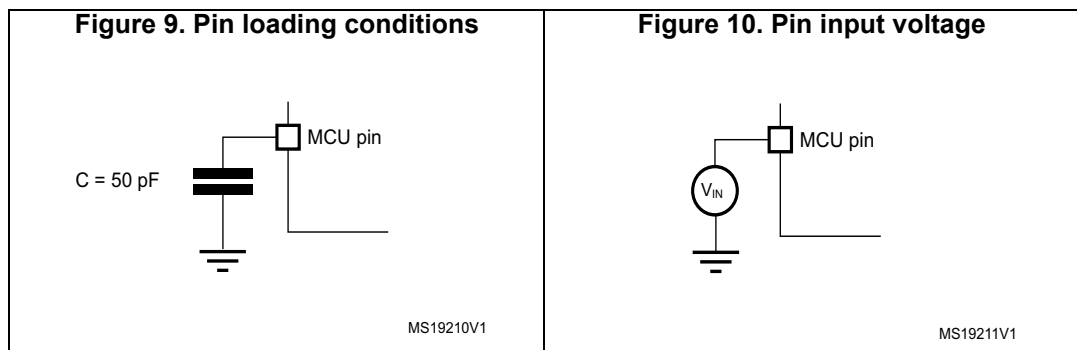 Figure 9. Pin loading conditions
MCU pin
C = 50 pF
MS19210V1
Figure 10. Pin input voltage
MCU pin
VIN
MS19211V1